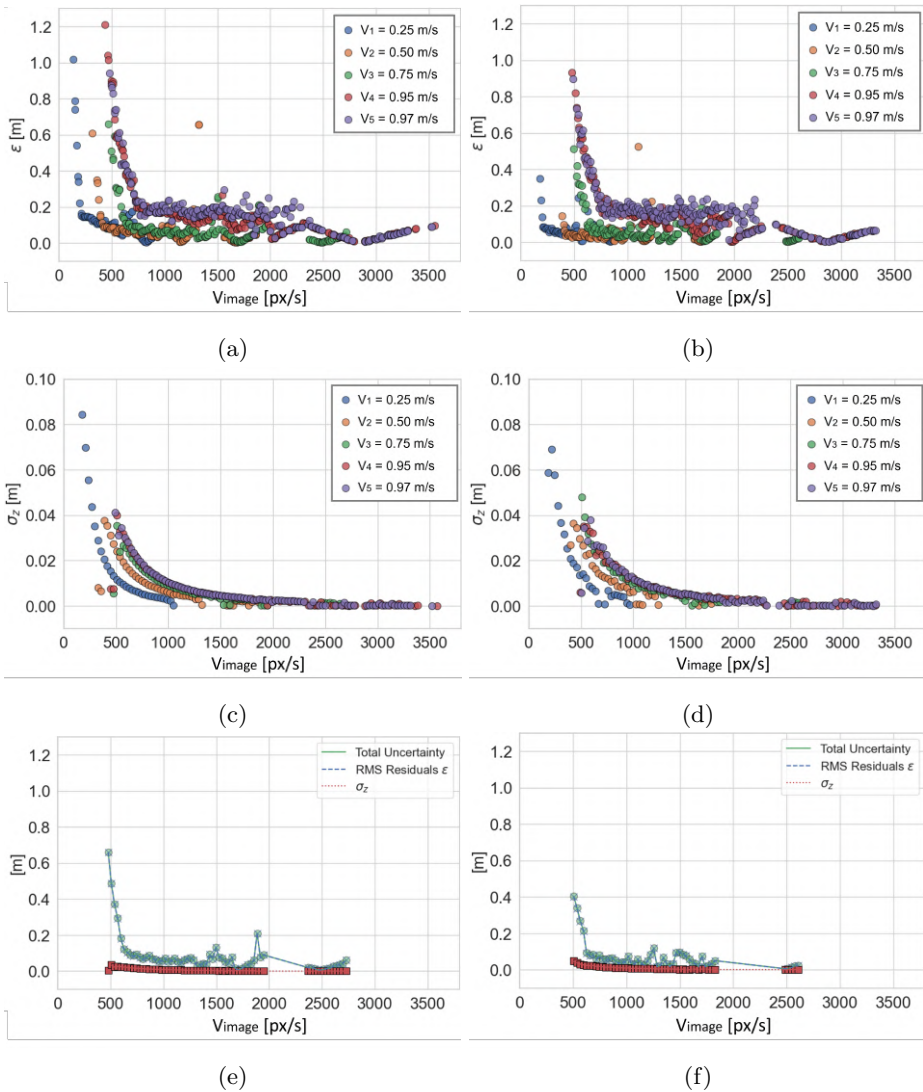 1.2
1.0
0.8
0.6
0.4
0.2
0.0
ε [m]
V₁ = 0.25 m/s
V₂ = 0.50 m/s
V₃ = 0.75 m/s
V₄ = 0.95 m/s
V₅ = 0.97 m/s
0 500 1000 1500 2000 2500 3000 3500
Vimage [px/s]
(a)
1.2
1.0
0.8
0.6
0.4
0.2
0.0
ε [m]
V₁ = 0.25 m/s
V₂ = 0.50 m/s
V₃ = 0.75 m/s
V₄ = 0.95 m/s
V₅ = 0.97 m/s
0 500 1000 1500 2000 2500 3000 3500
Vimage [px/s]
(b)
0.10
0.08
0.06
0.04
0.02
0.00
σz [m]
V₁ = 0.25 m/s
V₂ = 0.50 m/s
V₃ = 0.75 m/s
V₄ = 0.95 m/s
V₅ = 0.97 m/s
0 500 1000 1500 2000 2500 3000 3500
Vimage [px/s]
(c)
0.10
0.08
0.06
0.04
0.02
0.00
σz [m]
V₁ = 0.25 m/s
V₂ = 0.50 m/s
V₃ = 0.75 m/s
V₄ = 0.95 m/s
V₅ = 0.97 m/s
0 500 1000 1500 2000 2500 3000 3500
Vimage [px/s]
(d)
1.2
1.0
0.8
0.6
0.4
0.2
0.0
[m]
Total Uncertainty
RMS Residuals ε
σz
0 500 1000 1500 2000 2500 3000 3500
Vimage [px/s]
(e)
1.2
1.0
0.8
0.6
0.4
0.2
0.0
[m]
Total Uncertainty
RMS Residuals ε
σz
0 500 1000 1500 2000 2500 3000 3500
Vimage [px/s]
(f)